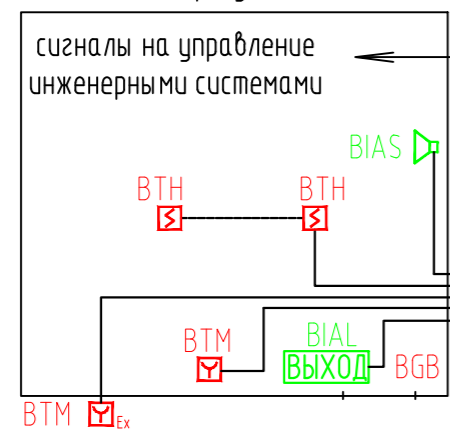 сигналы на управление
инженерными системами
BIAS
BTH BTH
BTM BIAL
ВЫХОД BGB
BTM Ex